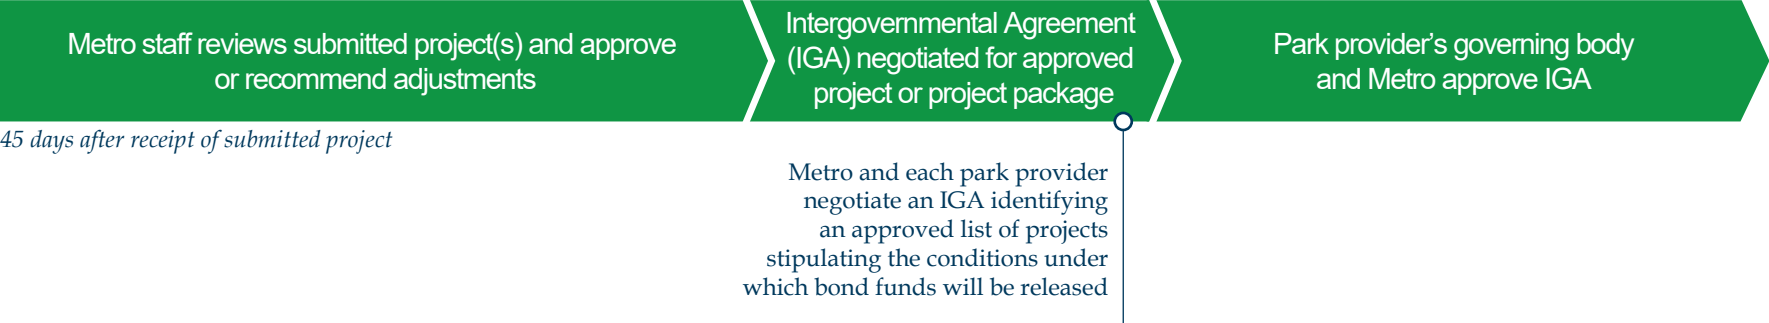 Metro staff reviews submitted project(s) and approve
or recommend adjustments
Intergovernmental Agreement
(IGA) negotiated for approved
project or project package
Park provider’s governing body
and Metro approve IGA
45 days after receipt of submitted project
Metro and each park provider
negotiate an IGA identifying
an approved list of projects
stipulating the conditions under
which bond funds will be released